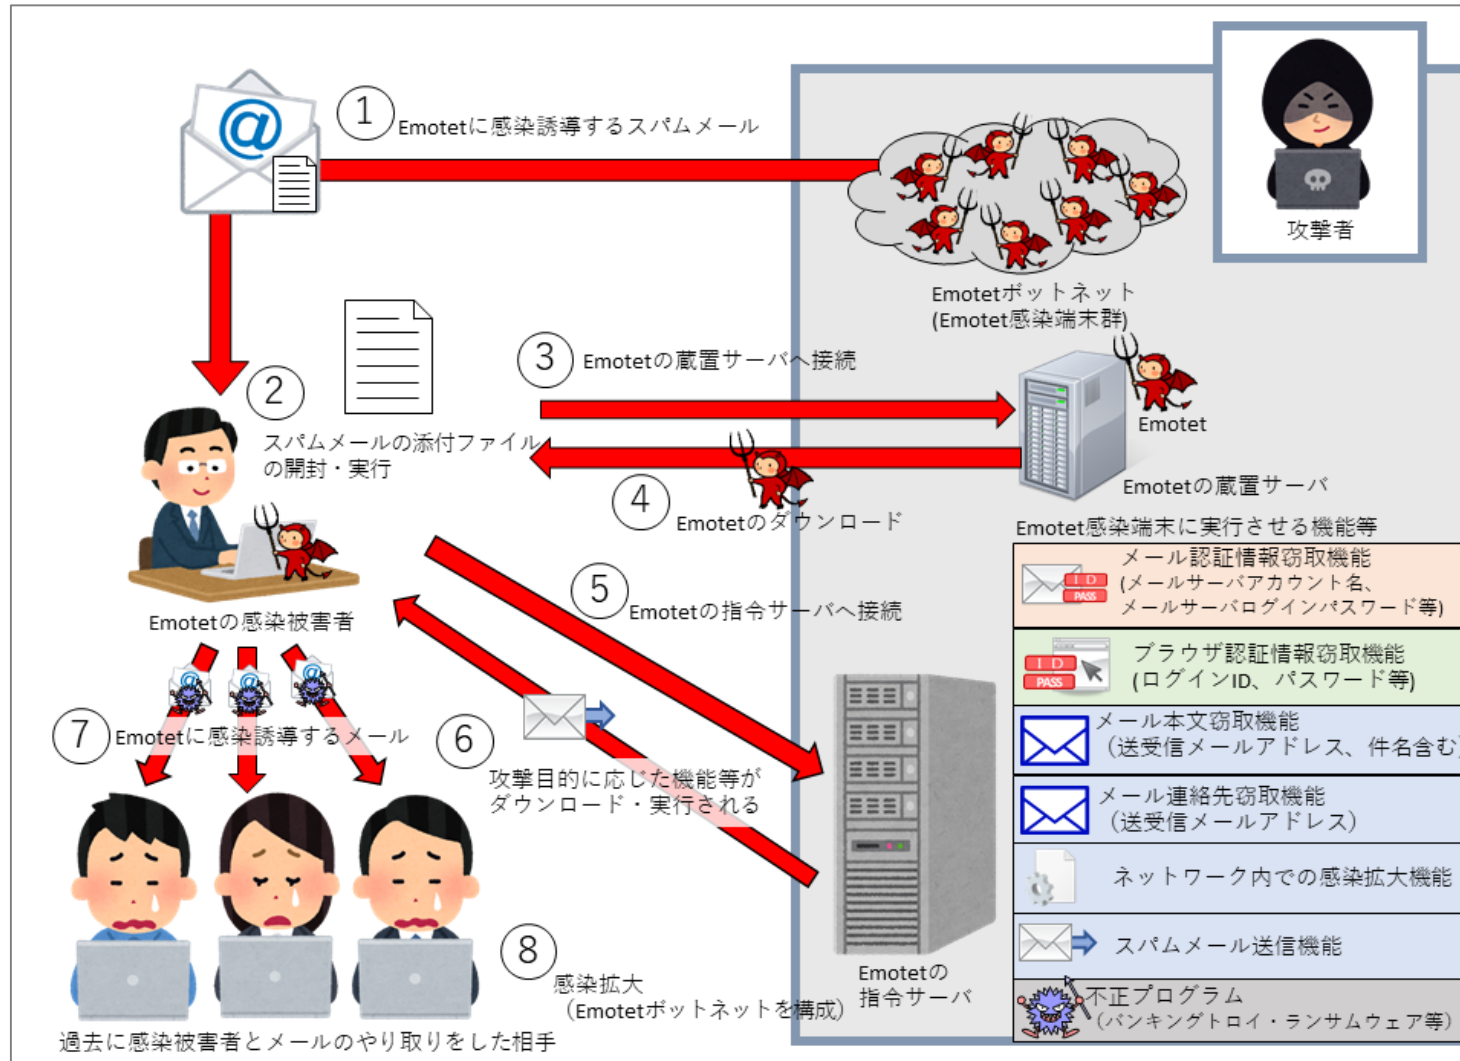 ① Emotetに感染誘導するスパムメール
攻撃者
Emotetボットネット
(Emotet感染端末群)
② スパムメールの添付ファイル
の開封・実行
③ Emotetの蔵置サーバへ接続
Emotet
Emotetの蔵置サーバ
④ Emotetのダウンロード
Emotetの感染被害者
⑤ Emotetの指令サーバへ接続
⑥ 攻撃目的に応じた機能等が
ダウンロード・実行される
⑦ Emotetに感染誘導するメール
⑧ 感染拡大
（Emotetボットネットを構成）
過去に感染被害者とメールのやり取りをした相手
Emotetの
指令サーバ
Emotet感染端末に実行させる機能等
ID
PASS
メール認証情報窃取機能
(メールサーバアカウント名、
メールサーバログインパスワード等)
ID
PASS
ブラウザ認証情報窃取機能
(ログインID、パスワード等)
メール本文窃取機能
（送受信メールアドレス、件名含む）
メール連絡先窃取機能
（送受信メールアドレス）
ネットワーク内での感染拡大機能
スパムメール送信機能
不正プログラム
（バンキングトロイ・ランサムウェア等）